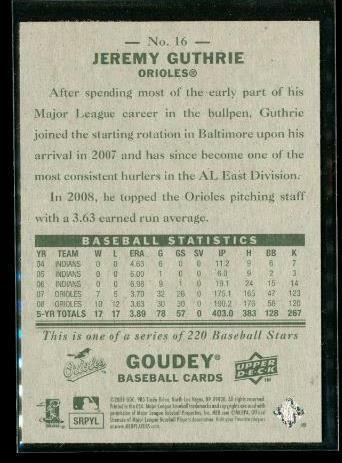 — No. 16 —
JEREMY GUTHRIE
ORIOLES®
After spending most of the early part of his
Major League career in the bullpen, Guthrie
joined the starting rotation in Baltimore upon his
arrival in 2007 and has since become one of the
most consistent hurlers in the AL East Division.
In 2008, he topped the Orioles pitching staff
with a 3.63 earned run average.
BASEBALL STATISTICS
YR TEAM W L ERA G GS SV IP H BB K
04 INDIANS 0 0 4.63 6 0 0 11.2 9 6 7
05 INDIANS 0 0 6.00 1 0 0 6.0 9 2 3
06 INDIANS 0 0 6.98 9 1 0 19.1 24 15 14
07 ORIOLES 7 5 3.70 32 26 0 175.1 165 47 123
08 ORIOLES 10 12 3.63 30 30 0 190.2 176 58 120
5-YR TOTALS 17 17 3.89 78 57 0 403.0 383 128 267
This is one of a series of 220 Baseball Stars
Orioles
GOUDEY®
BASEBALL CARDS
UPPER DECK
SRPYL